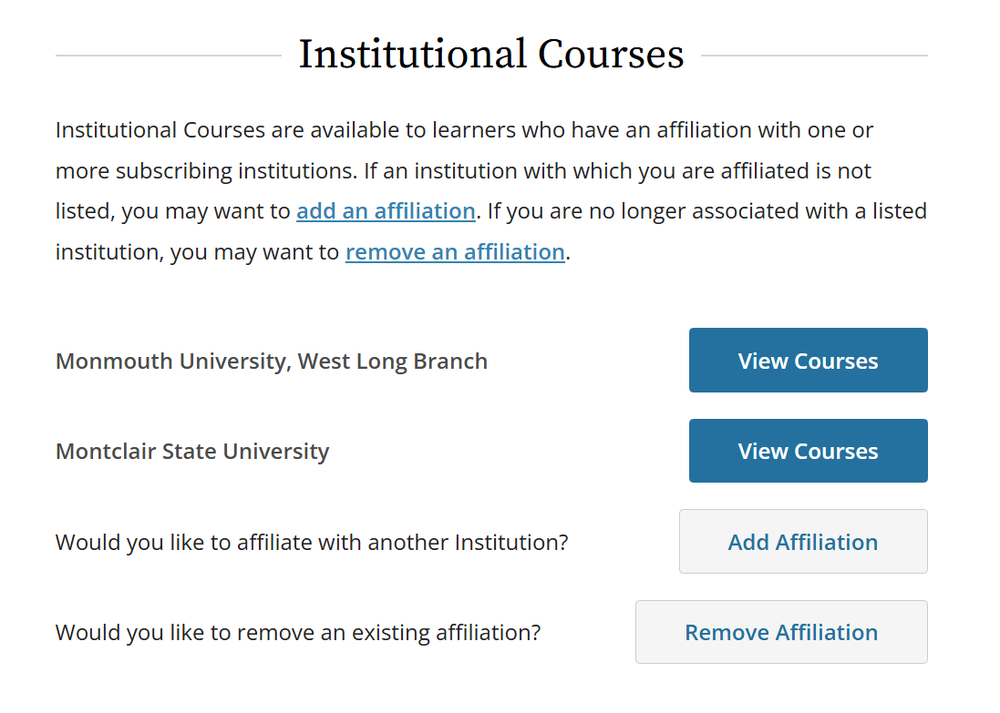 Institutional Courses
Institutional Courses are available to learners who have an affiliation with one or
more subscribing institutions. If an institution with which you are affiliated is not
listed, you may want to add an affiliation. If you are no longer associated with a listed
institution, you may want to remove an affiliation.
Monmouth University, West Long Branch
View Courses
Montclair State University
View Courses
Would you like to affiliate with another Institution?
Add Affiliation
Would you like to remove an existing affiliation?
Remove Affiliation